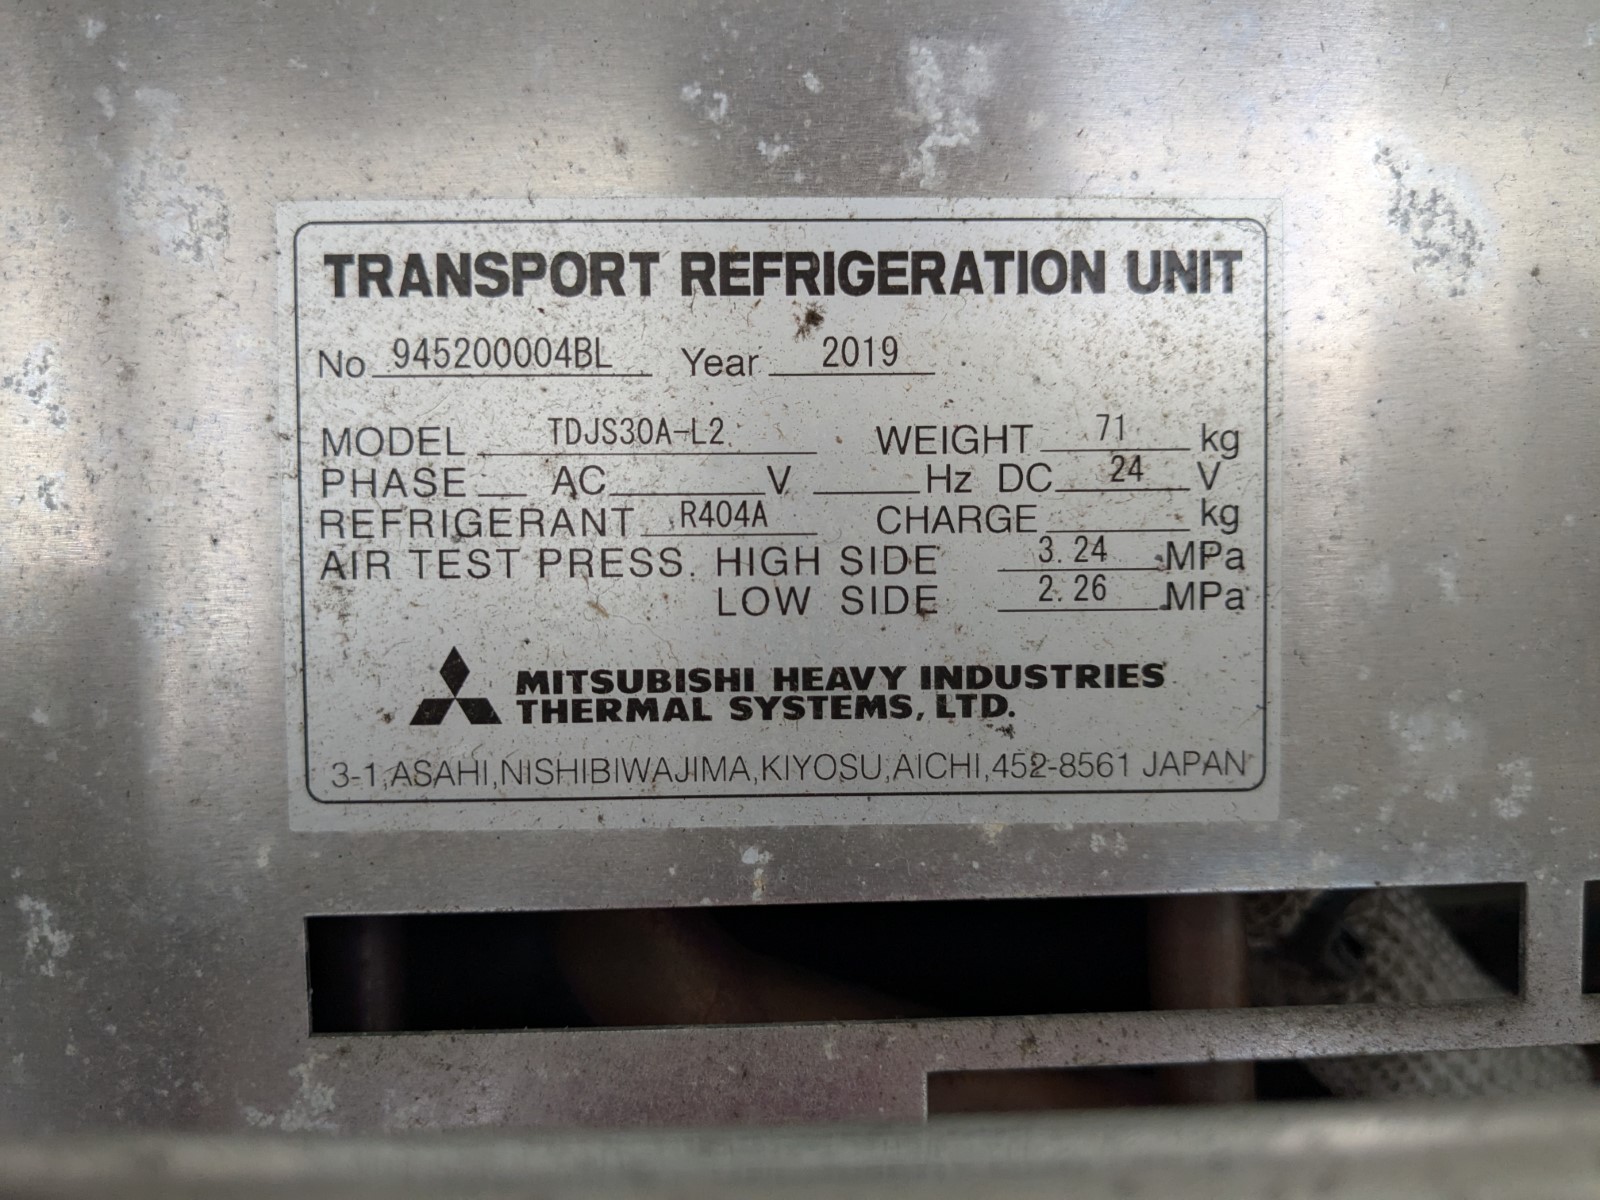 TRANSPORT REFRIGERATION UNIT
No 945200004BL Year 2019
MODEL TDJS30A-L2 WEIGHT 71 kg
PHASE AC V Hz DC 24 V
REFRIGERANT R404A CHARGE kg
AIR TEST PRESS. HIGH SIDE 3.24 MPa
LOW SIDE 2.26 MPa
MITSUBISHI HEAVY INDUSTRIES
THERMAL SYSTEMS, LTD.
3-1,ASAHI,NISHIBIWAJIMA,KIYOSU,AICHI,452-8561 JAPAN